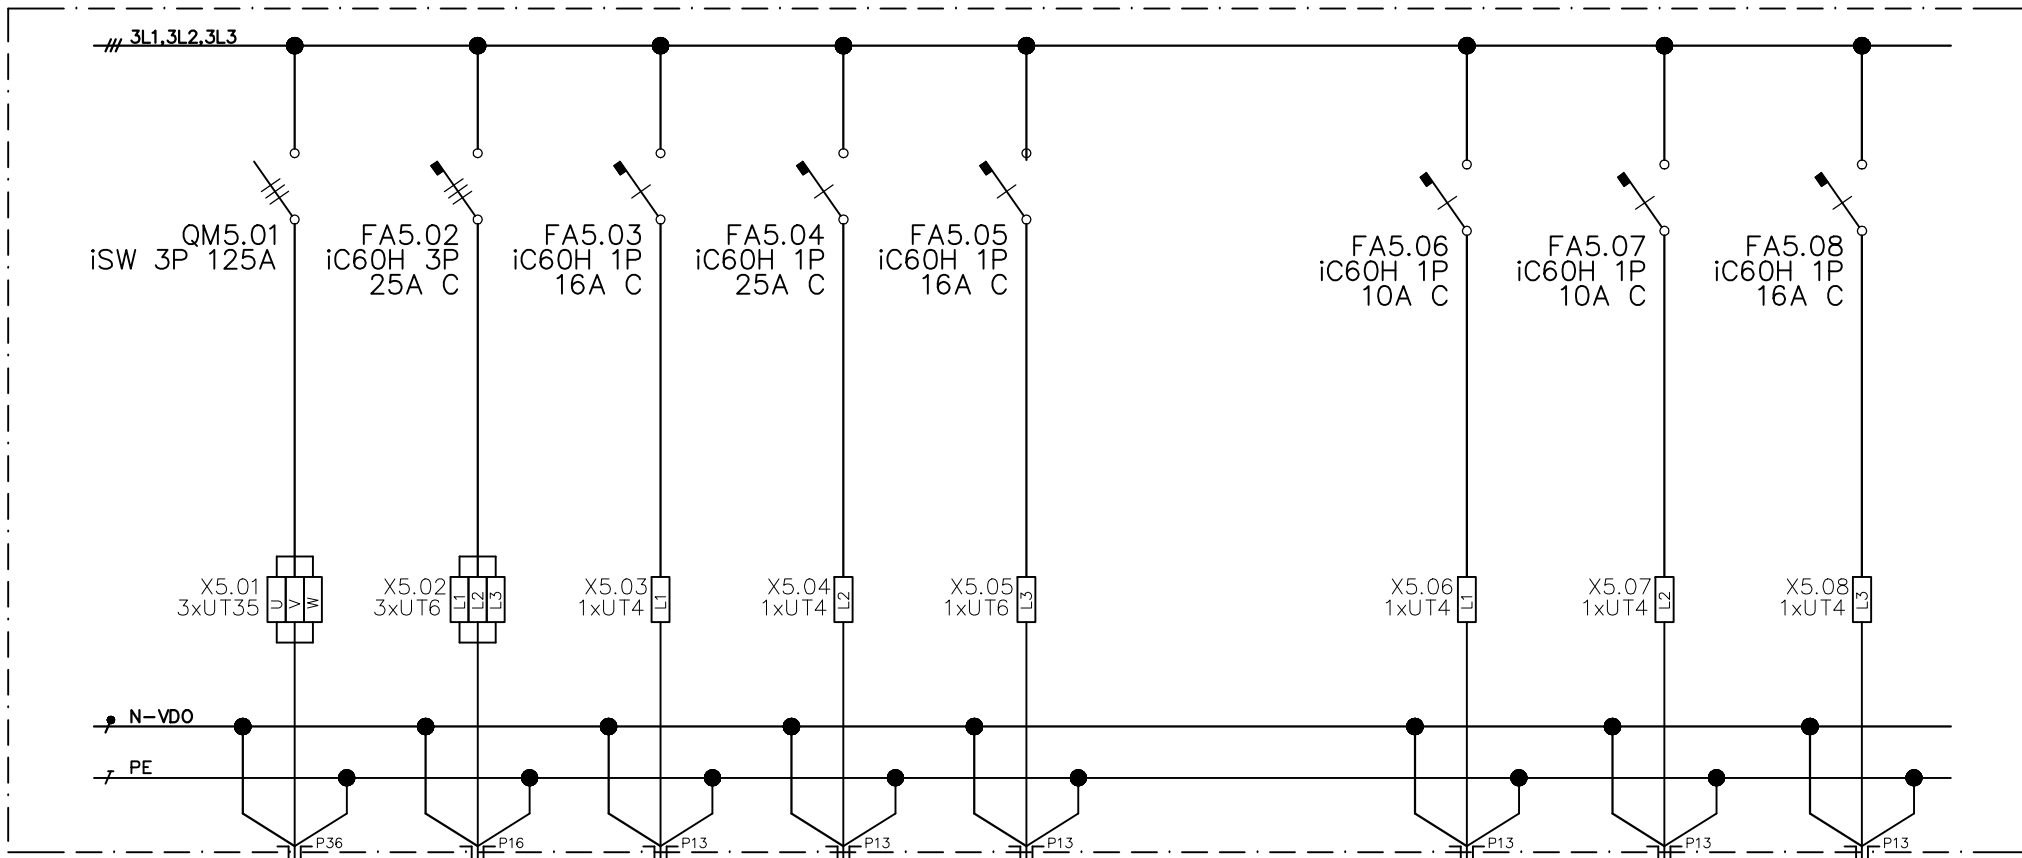 3L1,3L2,3L3
QM5.01
iSW 3P 125A
FA5.02
iC60H 3P
25A C
FA5.03
iC60H 1P
16A C
FA5.04
iC60H 1P
25A C
FA5.05
iC60H 1P
16A C
FA5.06
iC60H 1P
10A C
FA5.07
iC60H 1P
10A C
FA5.08
iC60H 1P
16A C
X5.01
3xUT35
U V W
X5.02
3xUT6
L1 L2 L3
X5.03
1xUT4
L1
X5.04
1xUT4
L2
X5.05
1xUT6
L3
X5.06
1xUT4
L1
X5.07
1xUT4
L2
X5.08
1xUT4
L3
N-VDO
PE
P36
P16
P13
P13
P13
P13
P13
P13